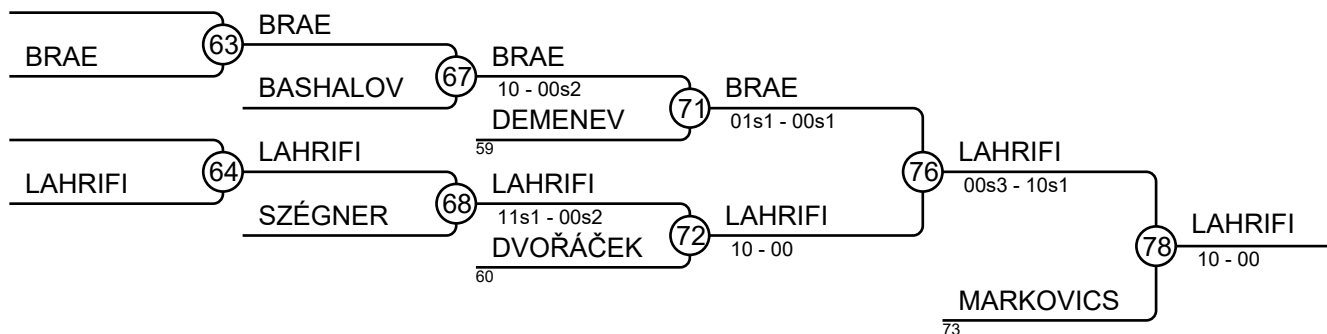 BRAE
63
BRAE
BASHALOV
67
BRAE
10 - 00s2
DEMENEV
59
71
BRAE
01s1 - 00s1
LAHRIFI
64
LAHRIFI
SZÉGNER
68
LAHRIFI
11s1 - 00s2
DVOŘÁČEK
60
72
LAHRIFI
10 - 00
76
LAHRIFI
00s3 - 10s1
MARKOVICS
73
78
LAHRIFI
10 - 00